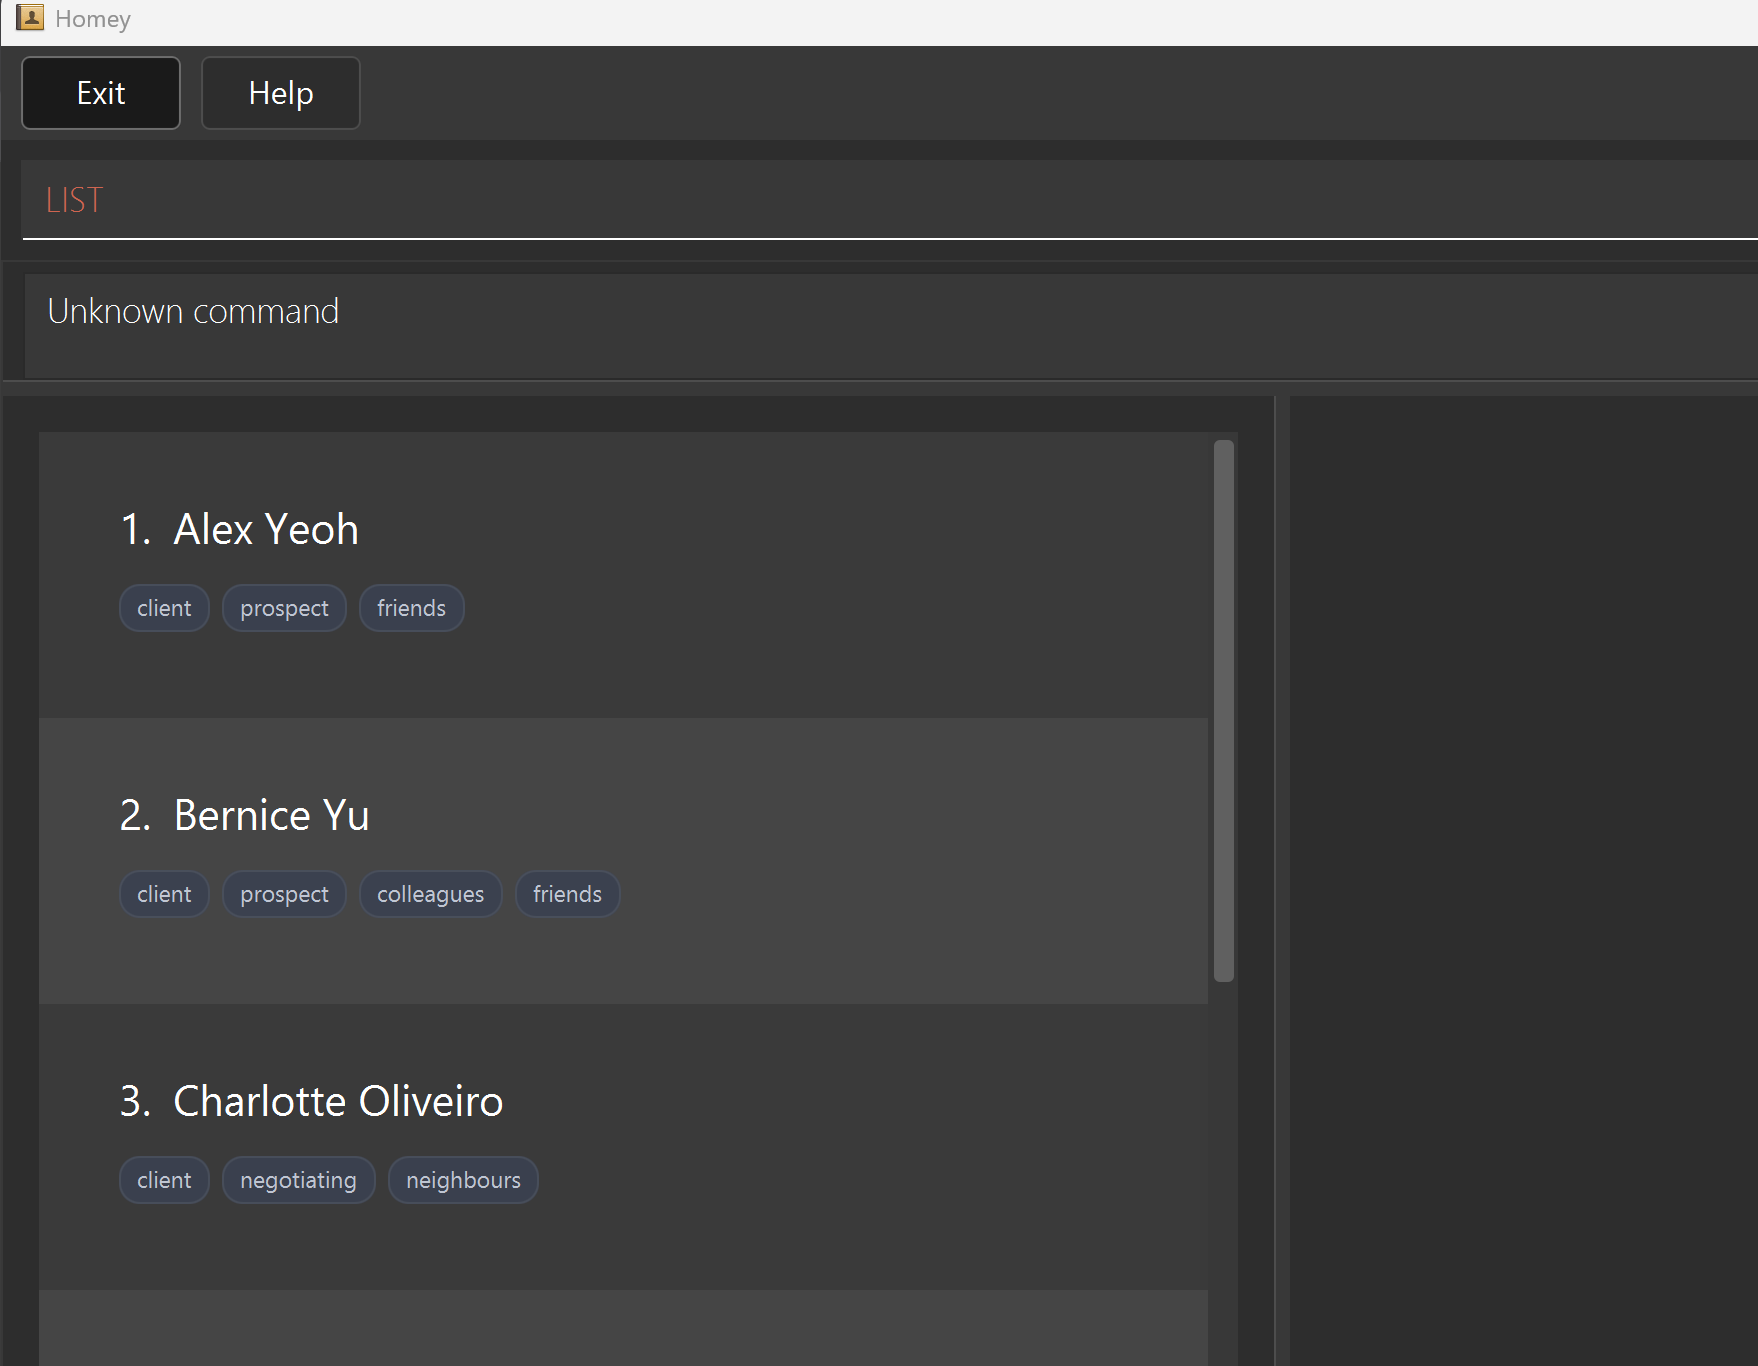 Homey
Exit Help
LIST
Unknown command
1. Alex Yeoh
client prospect friends
2. Bernice Yu
client prospect colleagues friends
3. Charlotte Oliveiro
client negotiating neighbours